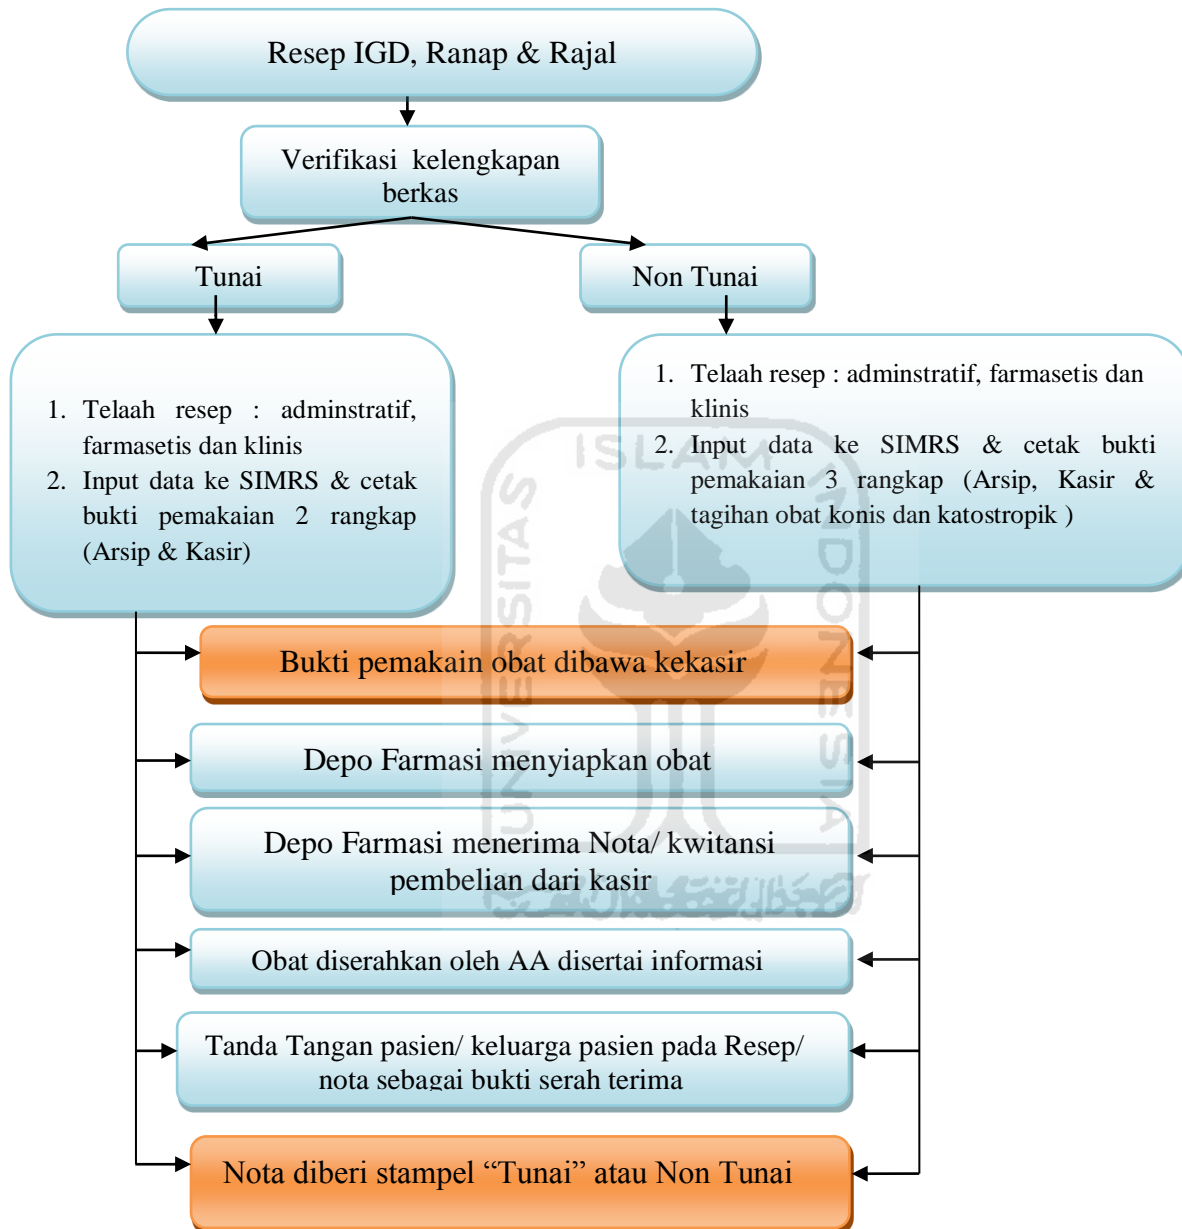 Resep IGD, Ranap & Rajal
Verifikasi kelengkapan
berkas
Tunai
Non Tunai
1. Telaah resep : adminstratif,
farmasetis dan klinis
2. Input data ke SIMRS & cetak
bukti pemakaian 2 rangkap
(Arsip & Kasir)
1. Telaah resep : adminstratif, farmasetis dan
klinis
2. Input data ke SIMRS & cetak bukti
pemakaian 3 rangkap (Arsip, Kasir &
tagihan obat konis dan katostropik )
Bukti pemakain obat dibawa kekasir
Depo Farmasi menyiapkan obat
Depo Farmasi menerima Nota/ kwitansi
pembelian dari kasir
Obat diserahkan oleh AA disertai informasi
Tanda Tangan pasien/ keluarga pasien pada Resep/
nota sebagai bukti serah terima
Nota diberi stampel “Tunai” atau Non Tunai
UNIVERSITAS
ISLAM
INDONESIA